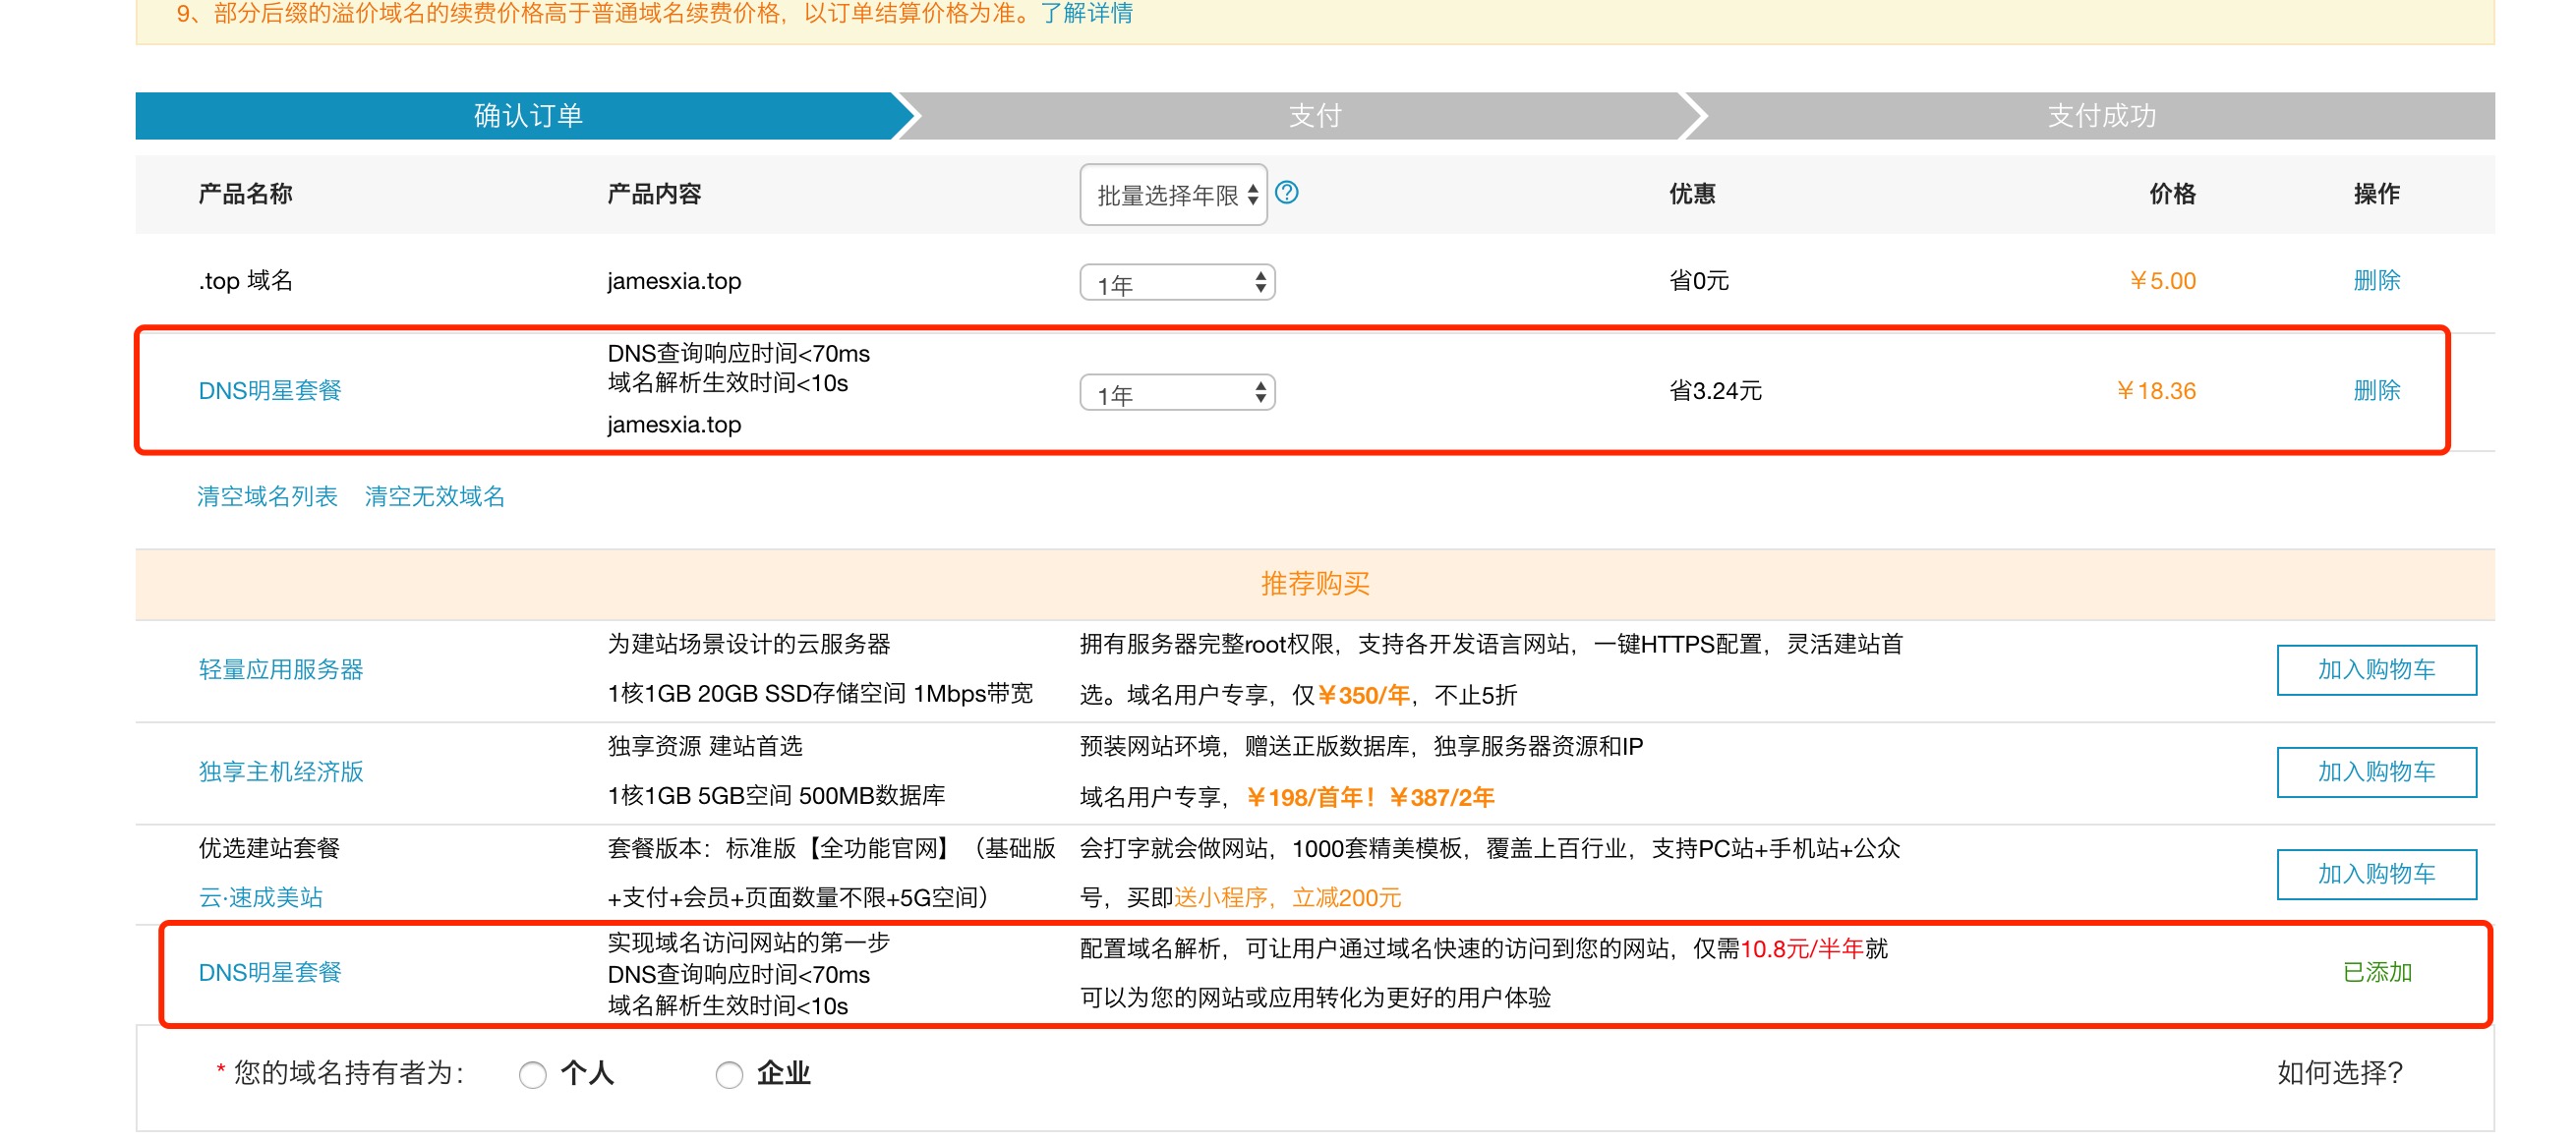 9、部分后缀的溢价域名的续费价格高于普通域名续费价格，以订单结算价格为准。了解详情
确认订单 支付 支付成功
产品名称 产品内容 批量选择年限 ? 优惠 价格 操作
.top 域名 jamesxia.top 1年 省0元 ￥5.00 删除
DNS查询响应时间<70ms
域名解析生效时间<10s
DNS明星套餐 1年 省3.24元 ￥18.36 删除
jamesxia.top
清空域名列表 清空无效域名
推荐购买
轻量应用服务器
为建站场景设计的云服务器
1核1GB 20GB SSD存储空间 1Mbps带宽
拥有服务器完整root权限，支持各开发语言网站，一键HTTPS配置，灵活建站首
选。域名用户专享，仅￥350/年，不止5折
加入购物车
独享主机经济版
独享资源 建站首选
1核1GB 5GB空间 500MB数据库
预装网站环境，赠送正版数据库，独享服务器资源和IP
域名用户专享，￥198/首年！￥387/2年
加入购物车
优选建站套餐
云·速成美站
套餐版本：标准版【全功能官网】（基础版
+支付+会员+页面数量不限+5G空间）
会打字就会做网站，1000套精美模板，覆盖上百行业，支持PC站+手机站+公众
号，买即送小程序，立减200元
加入购物车
DNS明星套餐
实现域名访问网站的第一步
DNS查询响应时间<70ms
域名解析生效时间<10s
配置域名解析，可让用户通过域名快速的访问到您的网站，仅需10.8元/半年就
可以为您的网站或应用转化为更好的用户体验
已添加
* 您的域名持有者为： 个人 企业 如何选择？